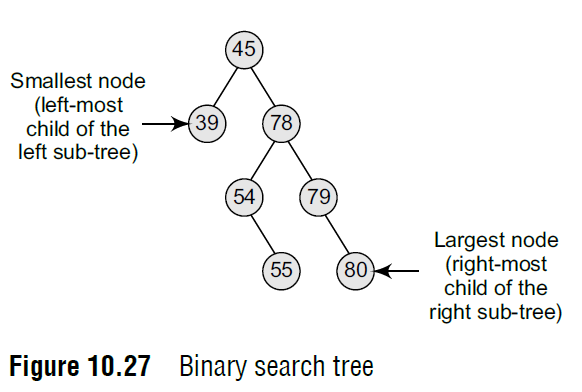 45
Smallest node
(left-most
child of the
left sub-tree)
39
78
54
79
55
80
Largest node
(right-most
child of the
right sub-tree)
Figure 10.27 Binary search tree